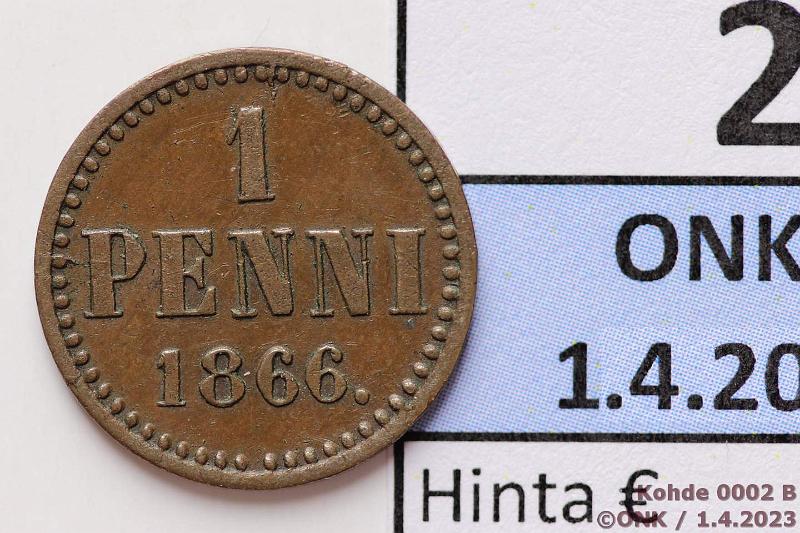 1
PENNI
1866.
2
ONK
1.4.20
Hinta €
Kohde 0002 B
©ONK / 1.4.2023